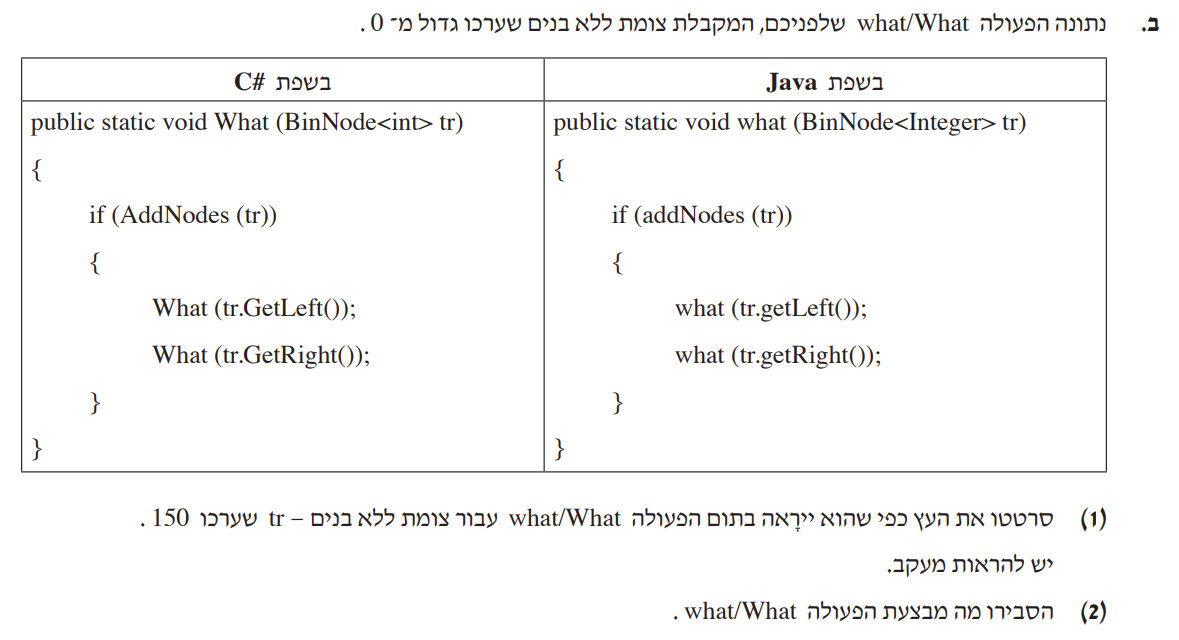 ב. נתונה הפעולה what/What שלפניכם, המקבלת צומת ללא בנים שערכו גדול מ־ 0 .
בשפת C#
בשפת Java
public static void What (BinNode<int> tr)
{
if (AddNodes (tr))
{
What (tr.GetLeft());
What (tr.GetRight());
}
}
public static void what (BinNode<Integer> tr)
{
if (addNodes (tr))
{
what (tr.getLeft());
what (tr.getRight());
}
}
(1) סרטטו את העץ כפי שהוא ייֵרָאה בתום הפעולה what/What עבור צומת ללא בנים – tr שערכו 150 .
יש להראות מעקב.
(2) הסבירו מה מבצעת הפעולה what/What .